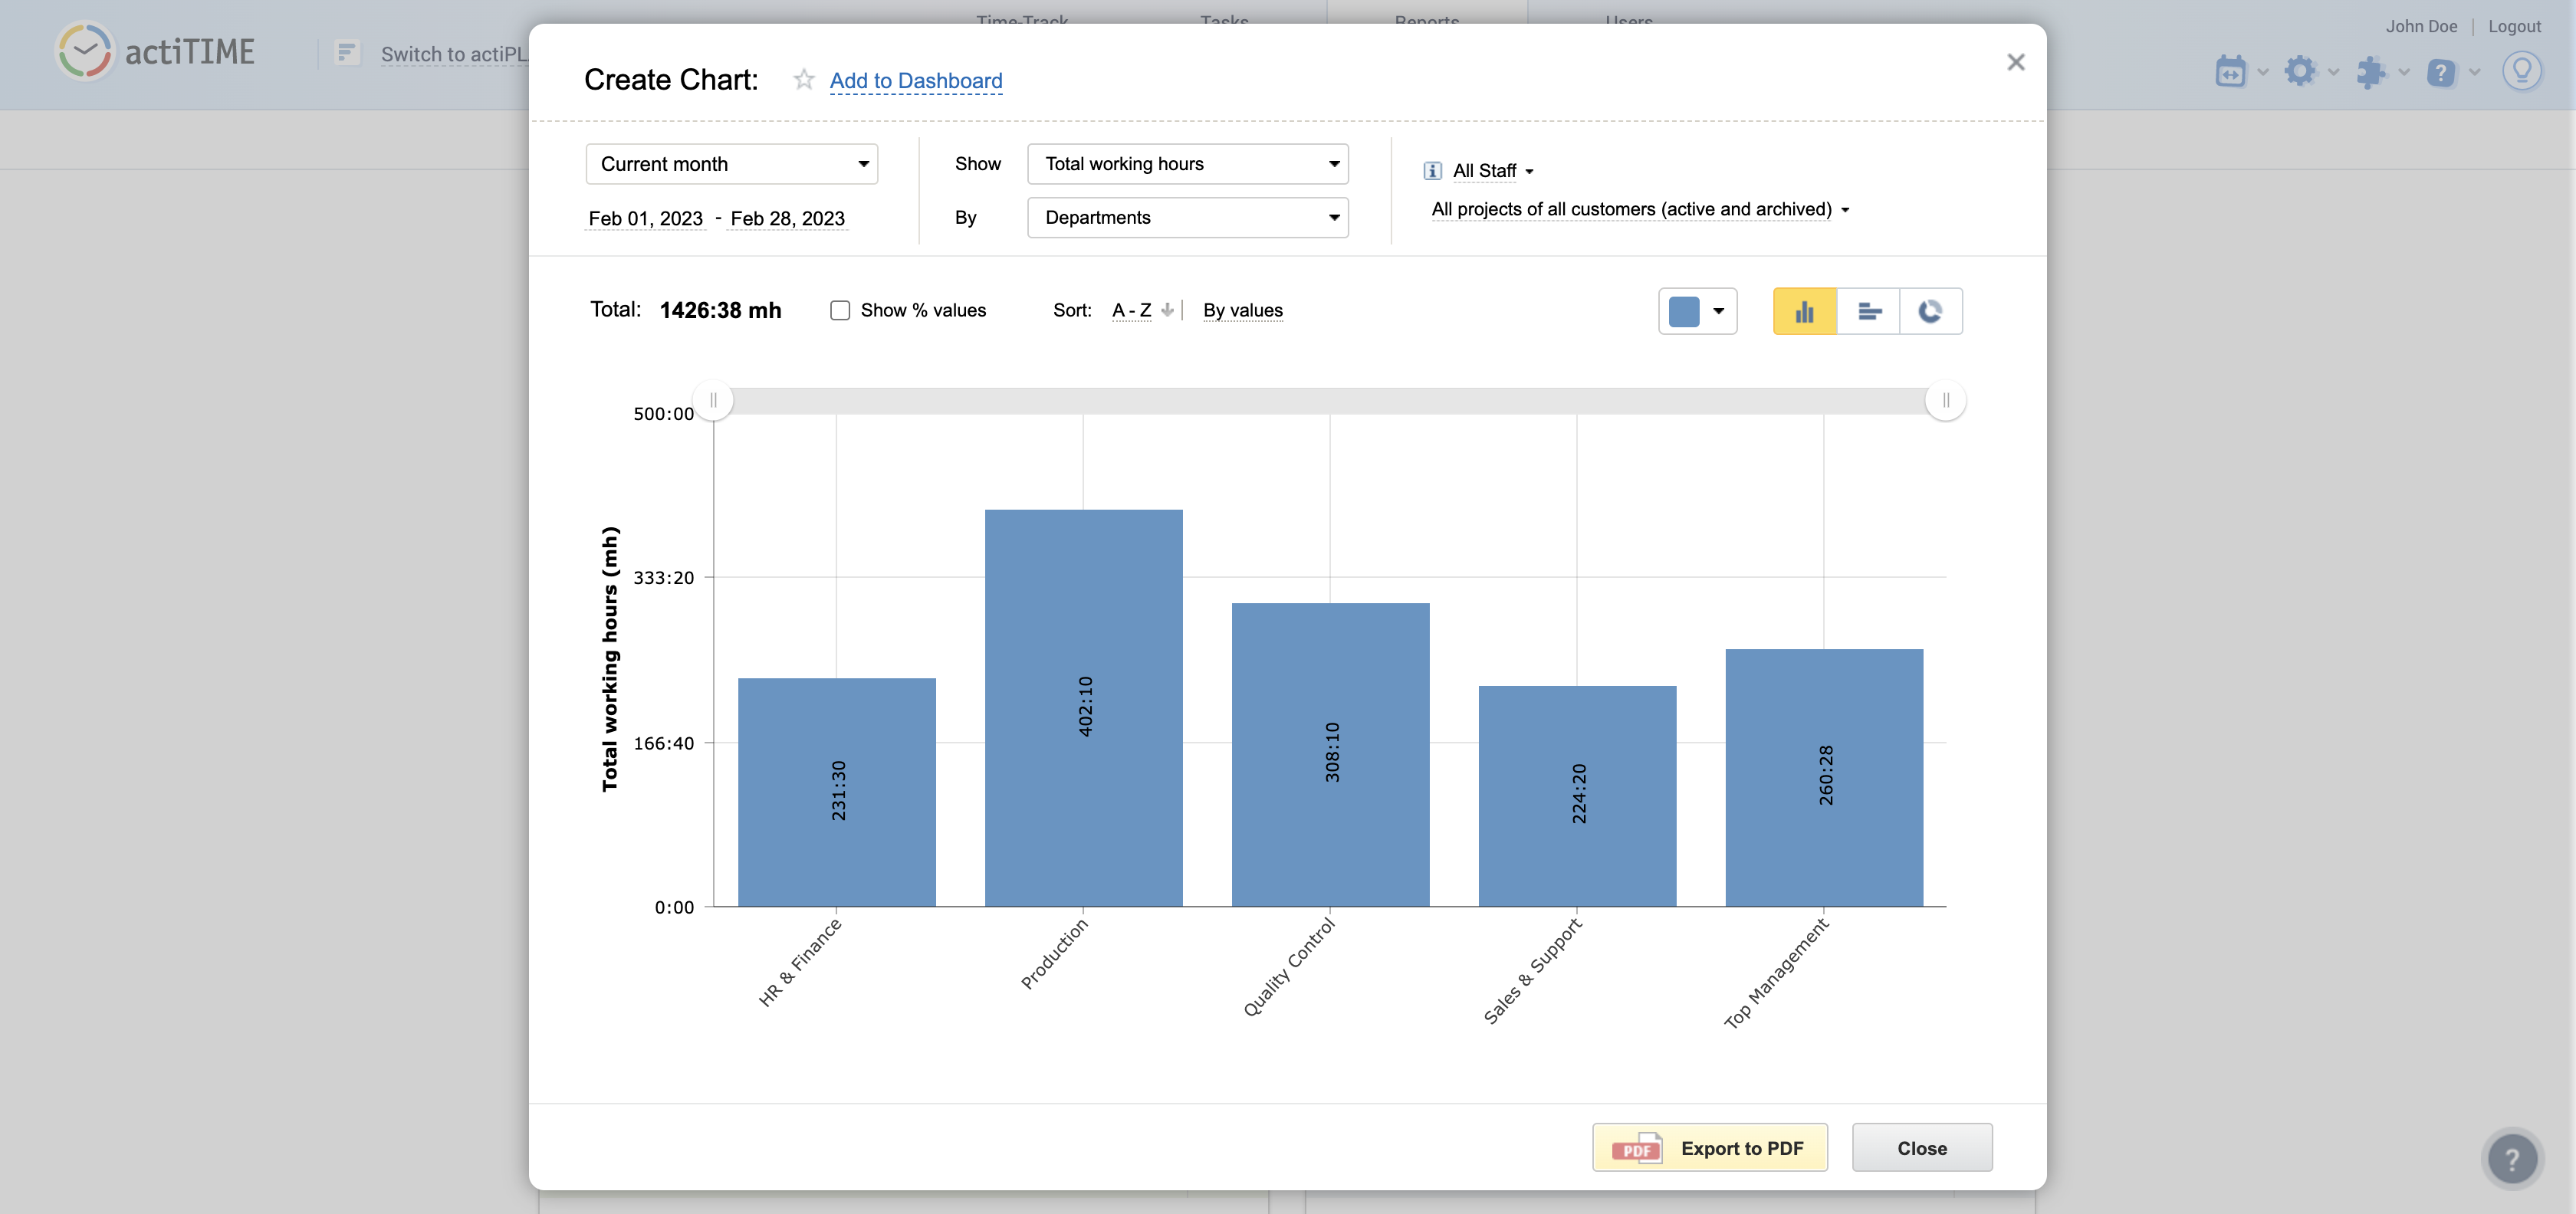 actiTIME
Switch to actiPL
Time-Track
Tasks
Reports
Users
John Doe
Logout
Create Chart:
Add to Dashboard
Current month
Feb 01, 2023 - Feb 28, 2023
Show
Total working hours
By
Departments
All Staff
All projects of all customers (active and archived)
Total: 1426:38 mh
Show % values
Sort: A - Z
By values
Total working hours (mh)
500:00
333:20
166:40
0:00
231:30
402:10
308:10
224:20
260:28
HR & Finance
Production
Quality Control
Sales & Support
Top Management
PDF
Export to PDF
Close
?